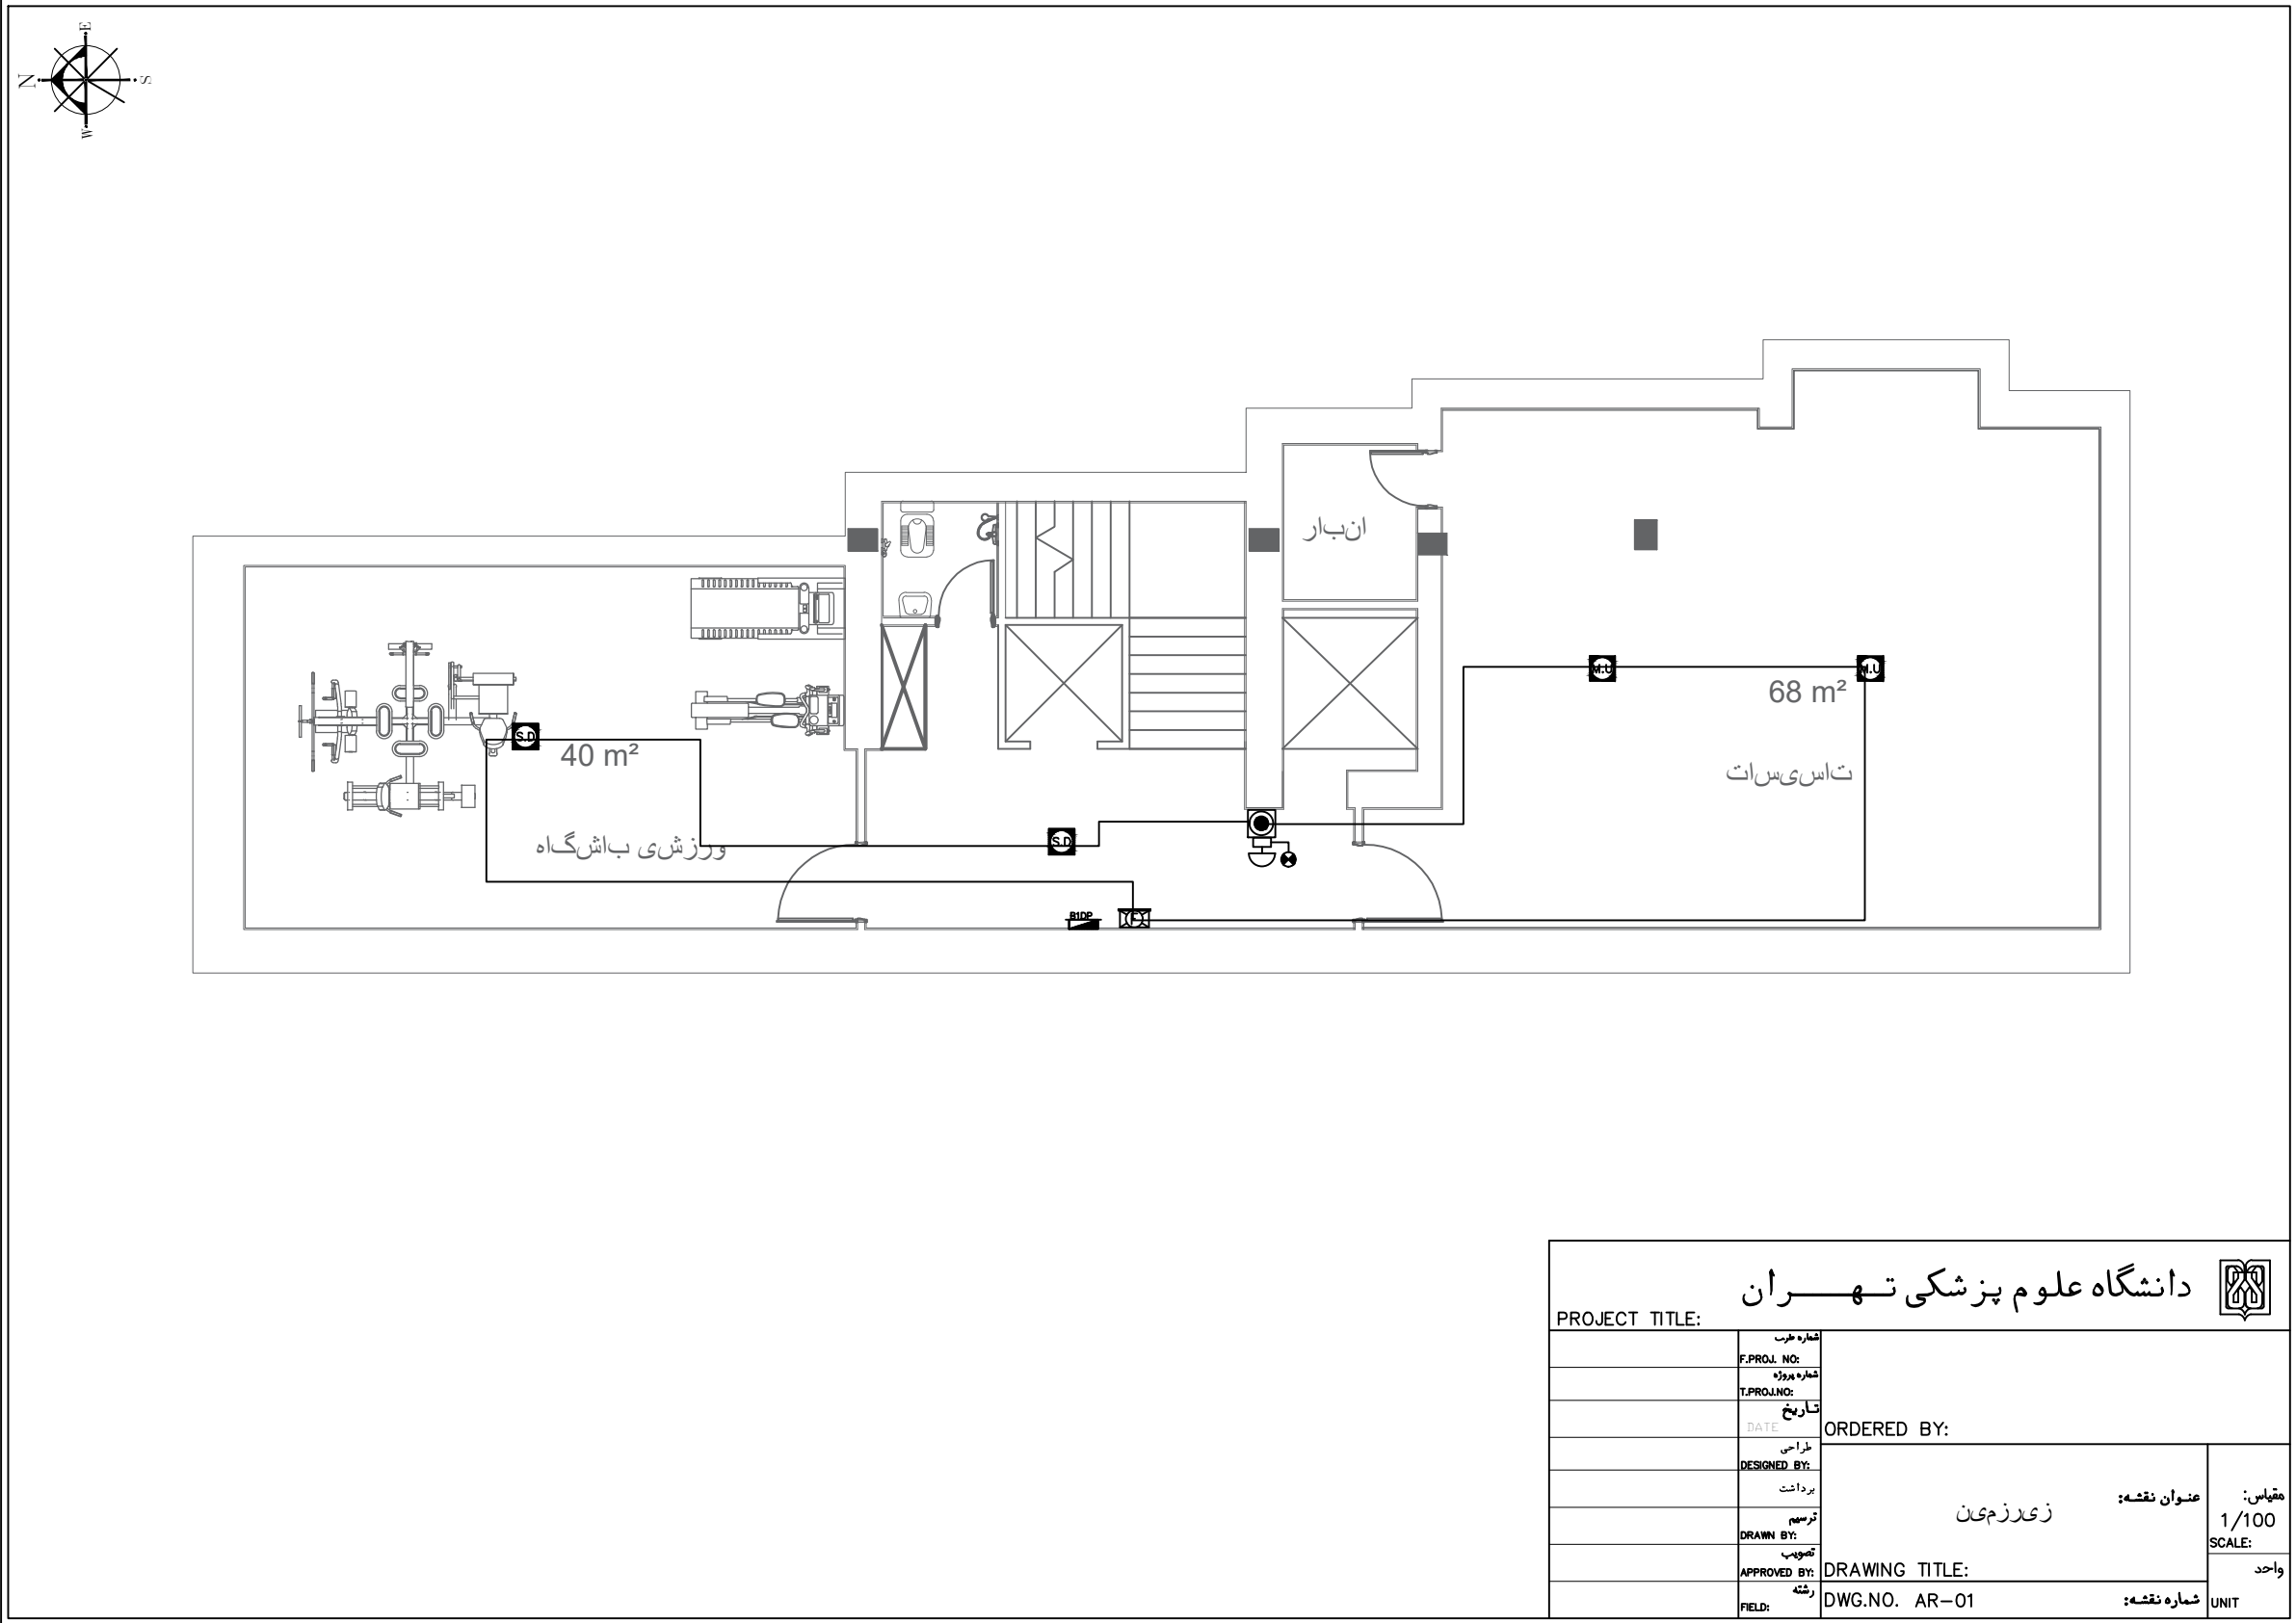 E
N
S
W
انبار
M.U
M.U
68 m²
S.D
40 m²
تاسیسات
S.D
ورزشی باشگاه
B1DP
F
دانشگاه علوم پزشکی تهران
PROJECT TITLE:
شماره طرب
F.PROJ. NO:
شماره پروژه
T.PROJ.NO:
تاریخ
DATE
ORDERED BY:
طراحی
DESIGNED BY:
برداشت
ترسیم
DRAWN BY:
تصویب
APPROVED BY:
رشته
FIELD:
عنوان نقشه:
زیرزمین
DRAWING TITLE:
مقیاس:
1/100
SCALE:
واحد
UNIT
DWG.NO. AR-01
شماره نقشه: